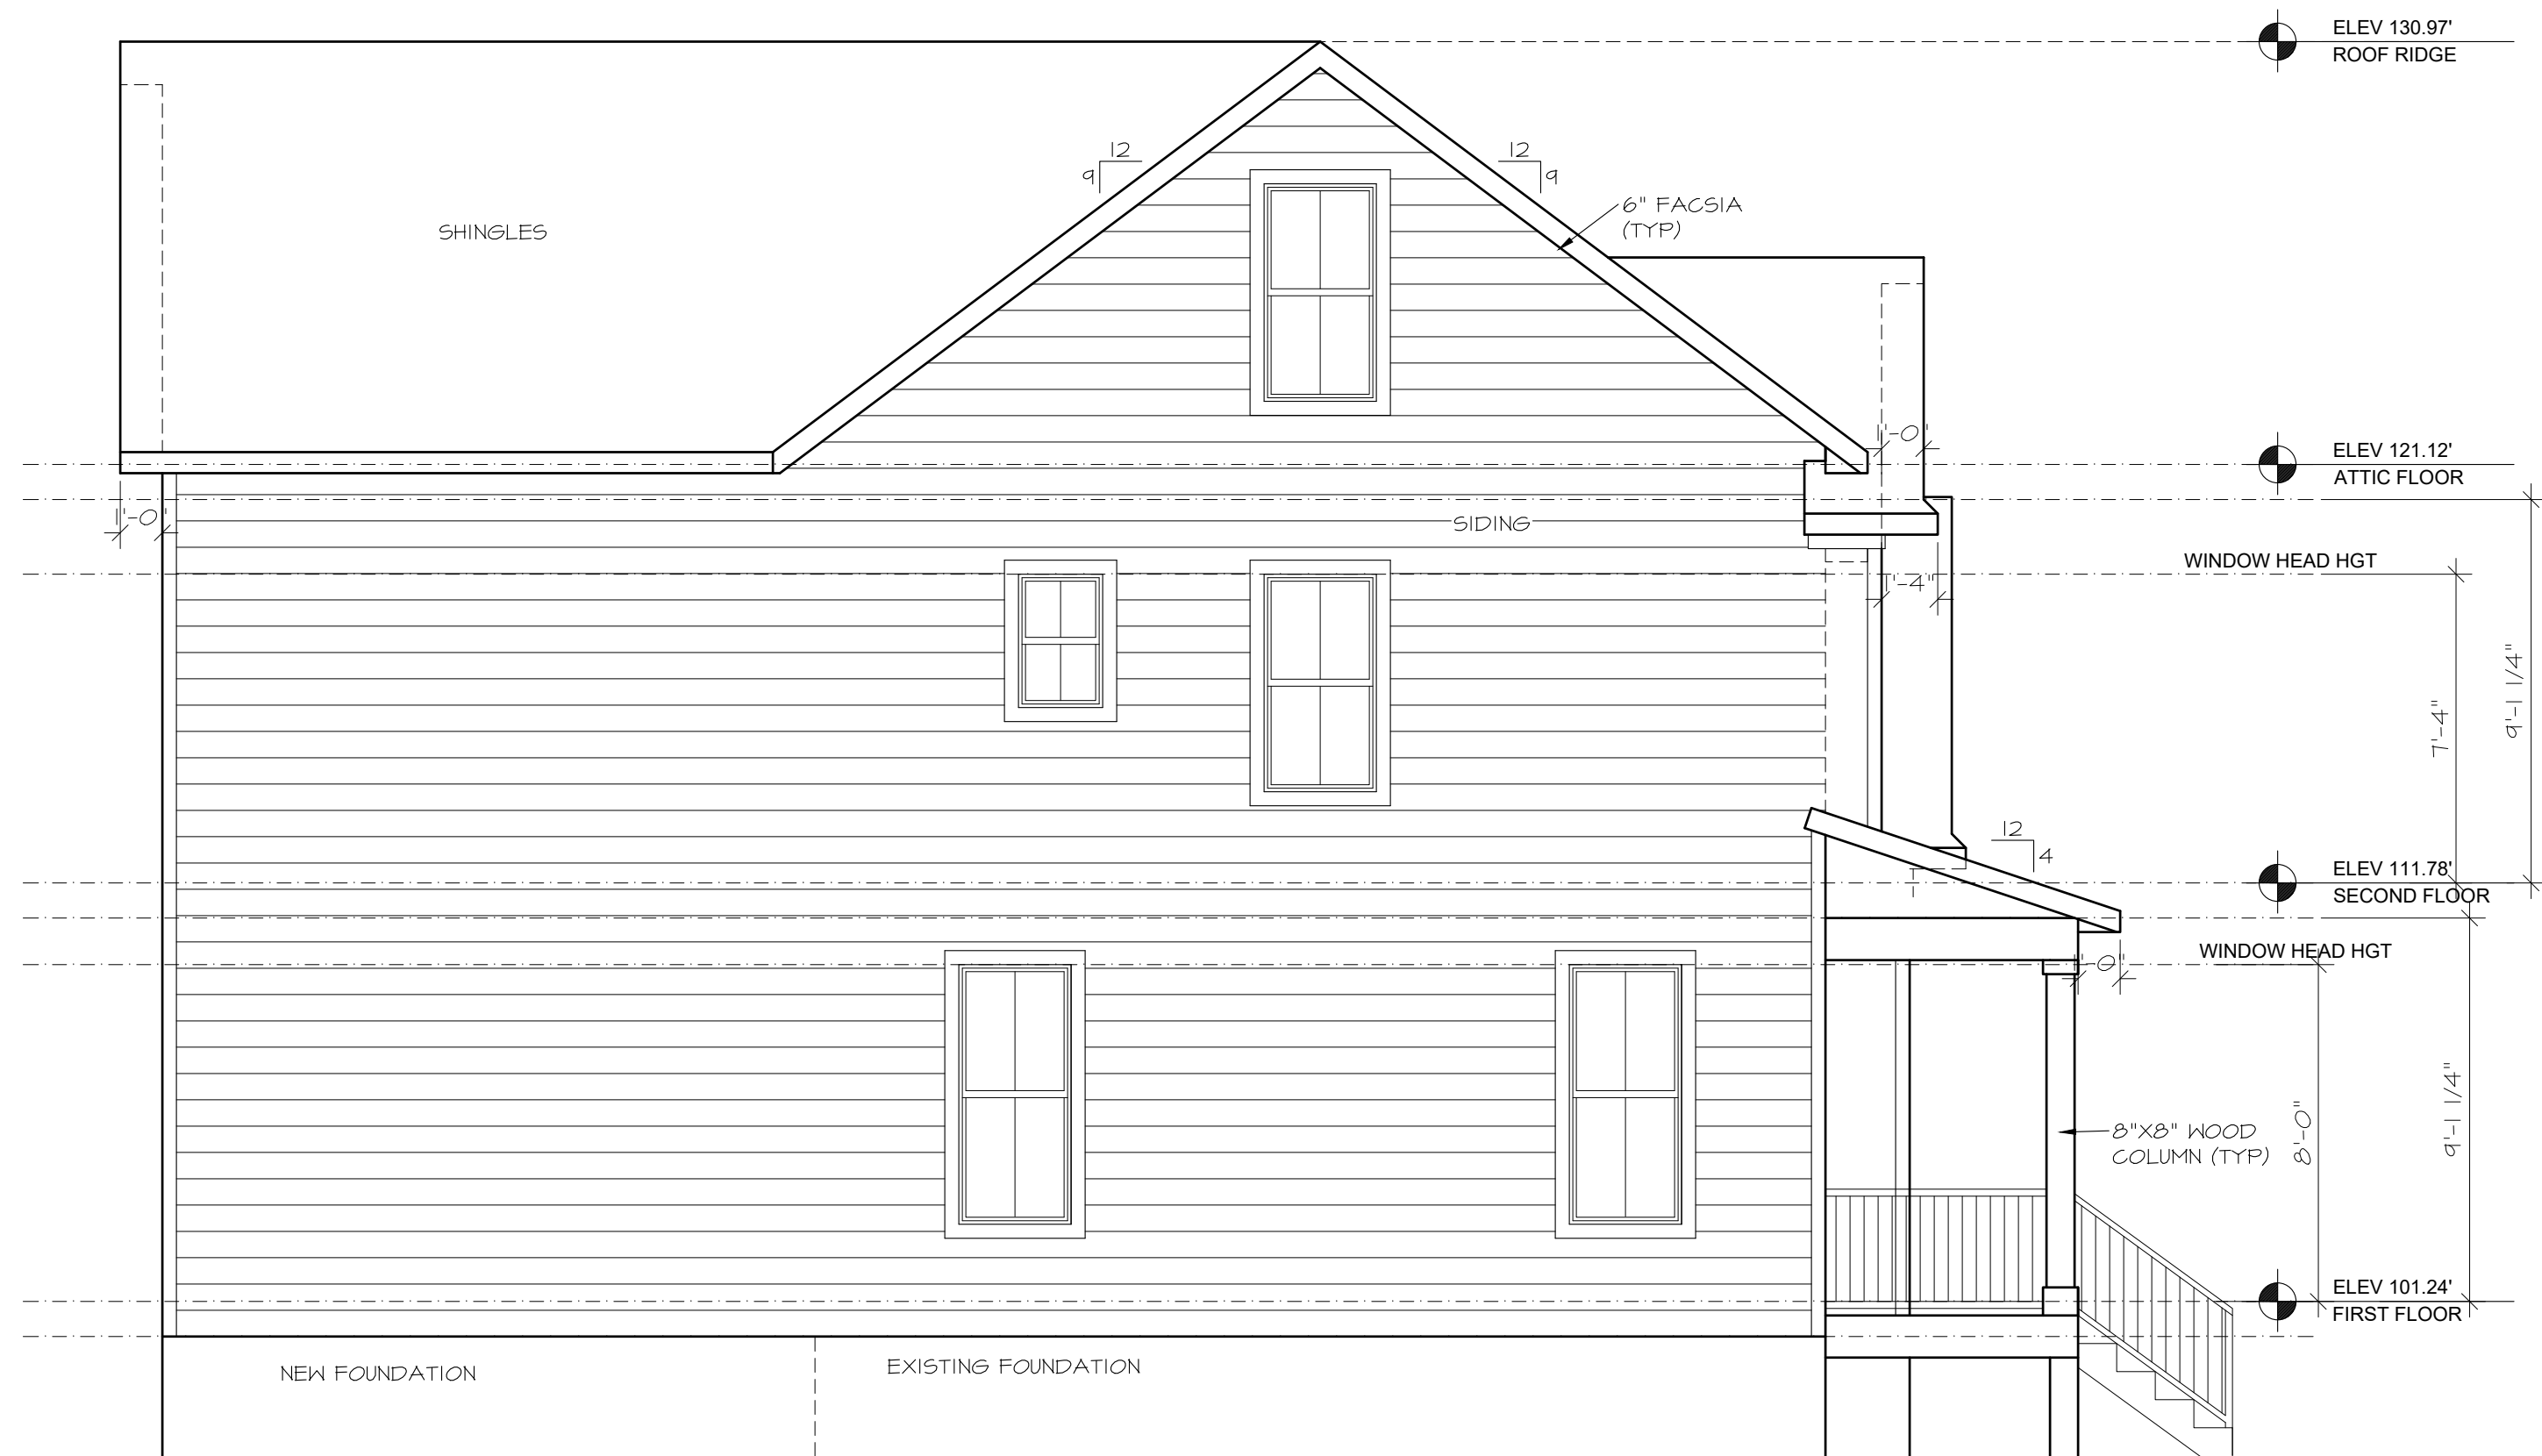 ELEV 130.97'
ROOF RIDGE
12
9
12
9
6" FACSIA
(TYP)
SHINGLES
1'-0"
ELEV 121.12'
ATTIC FLOOR
1'-0"
SIDING
WINDOW HEAD HGT
1'-4"
7'-4"
9'-1 1/4"
12
4
ELEV 111.78'
SECOND FLOOR
WINDOW HEAD HGT
1'-0"
8"X8" WOOD
COLUMN (TYP)
8'-0"
9'-1 1/4"
ELEV 101.24'
FIRST FLOOR
NEW FOUNDATION
EXISTING FOUNDATION